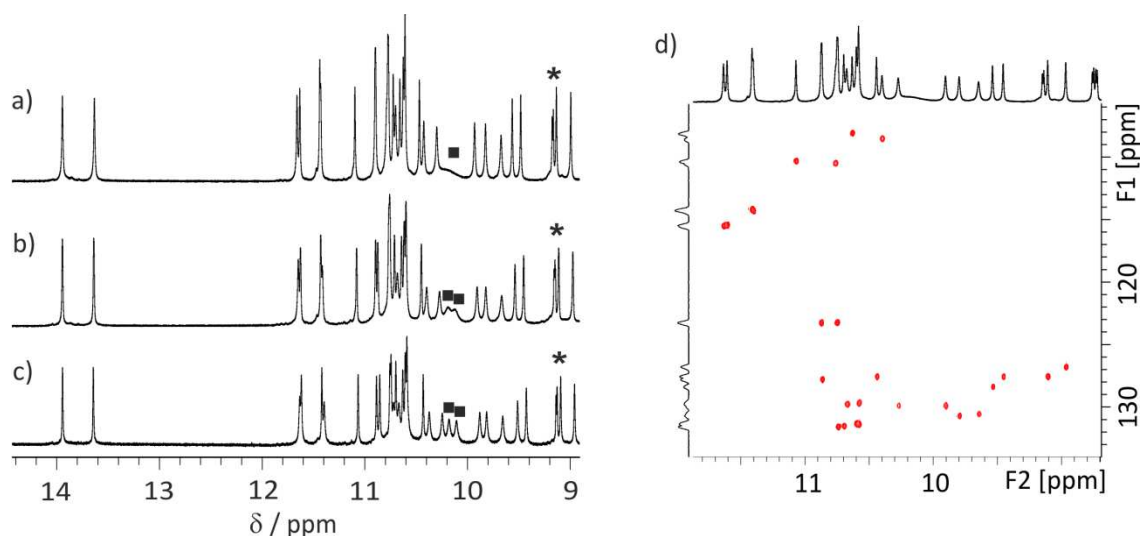 a)
*
■
b)
*
■ ■
c)
*
■ ■
14 13 12 11 10 9
δ / ppm
d)
F1 [ppm]
120
130
11 10 F2 [ppm]